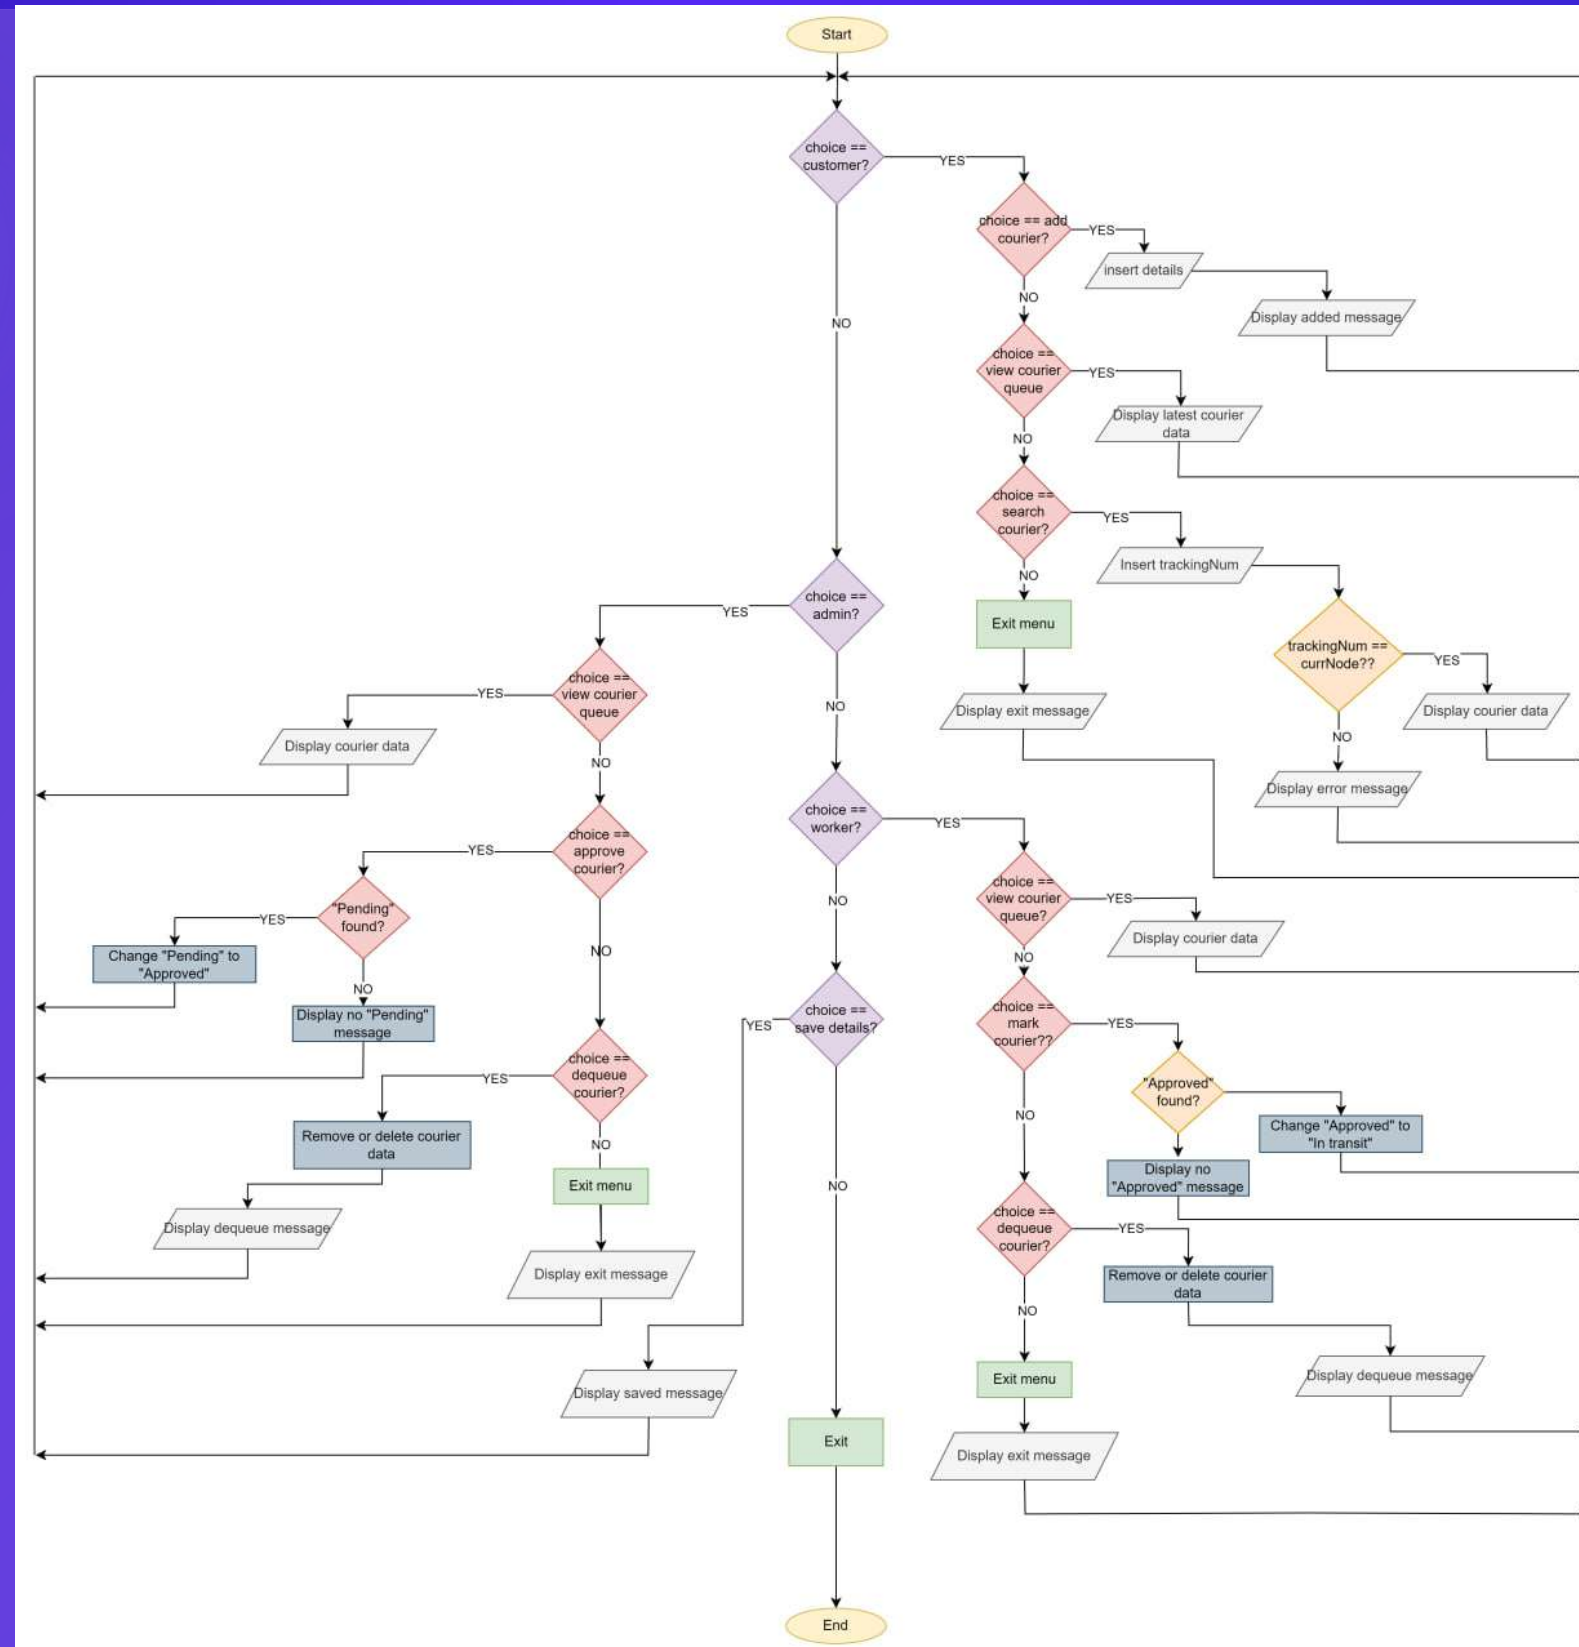 Start
choice ==
customer?
YES
choice == add
courier?
YES
insert details
Display added message
NO
NO
choice ==
view courier
queue
YES
Display latest courier
data
NO
choice ==
search
courier?
YES
Insert trackingNum
NO
Exit menu
Display exit message
trackingNum ==
currNode??
YES
Display courier data
NO
Display error message
choice ==
admin?
YES
choice ==
view courier
queue
YES
Display courier data
NO
choice ==
approve
courier?
YES
"Pending"
found?
YES
Change "Pending" to
"Approved"
NO
Display no "Pending"
message
NO
choice ==
dequeue
courier?
YES
Remove or delete courier
data
Display dequeue message
NO
Exit menu
Display exit message
NO
choice ==
worker?
YES
choice ==
view courier
queue?
YES
Display courier data
NO
choice ==
mark
courier??
YES
"Approved"
found?
Change "Approved" to
"In transit"
Display no
"Approved" message
NO
choice ==
dequeue
courier?
YES
Remove or delete courier
data
Display dequeue message
NO
Exit menu
Display exit message
NO
choice ==
save details?
YES
Display saved message
NO
Exit
End